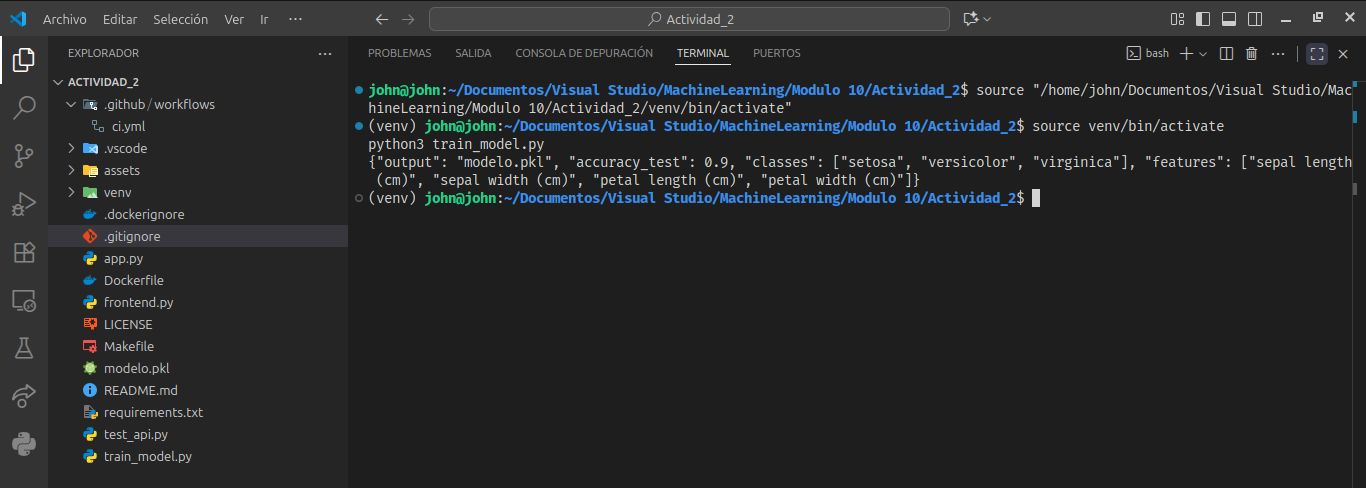 Archivo Editar Selección Ver Ir ··· Actividad_2
EXPLORADOR ···
ACTIVIDAD_2
.github/workflows
ci.yml
.vscode
assets
venv
.dockerignore
.gitignore
app.py
Dockerfile
frontend.py
LICENSE
Makefile
modelo.pkl
README.md
requirements.txt
test_api.py
train_model.py
PROBLEMAS SALIDA CONSOLA DE DEPURACIÓN TERMINAL PUERTOS bash
john@john:~/Documentos/Visual Studio/MachineLearning/Modulo 10/Actividad_2$ source "/home/john/Documentos/Visual Studio/Mac
hineLearning/Modulo 10/Actividad_2/venv/bin/activate"
(venv) john@john:~/Documentos/Visual Studio/MachineLearning/Modulo 10/Actividad_2$ source venv/bin/activate
python3 train_model.py
{"output": "modelo.pkl", "accuracy_test": 0.9, "classes": ["setosa", "versicolor", "virginica"], "features": ["sepal length
(cm)", "sepal width (cm)", "petal length (cm)", "petal width (cm)"]}
(venv) john@john:~/Documentos/Visual Studio/MachineLearning/Modulo 10/Actividad_2$